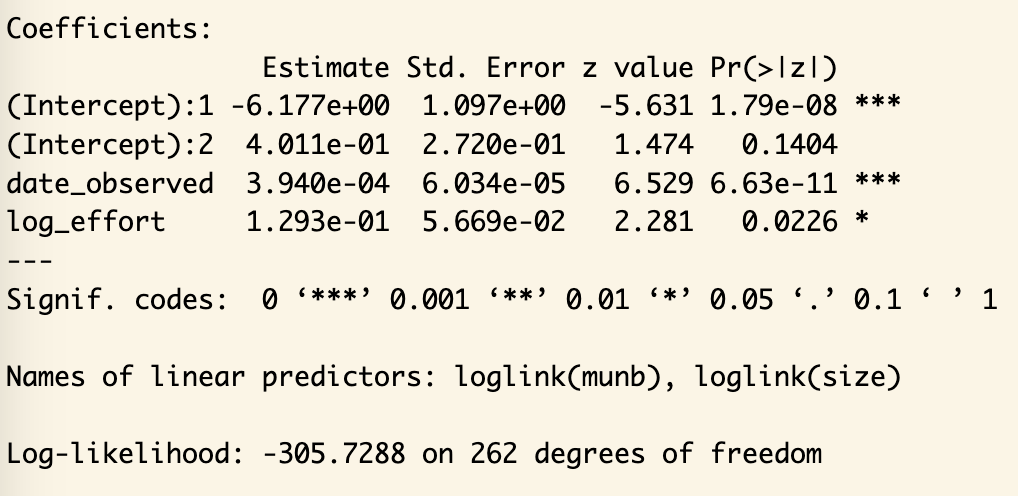 Coefficients:
Estimate Std. Error z value Pr(>|z|)
(Intercept):1 -6.177e+00 1.097e+00 -5.631 1.79e-08 ***
(Intercept):2 4.011e-01 2.720e-01 1.474 0.1404
date_observed 3.940e-04 6.034e-05 6.529 6.63e-11 ***
log_effort 1.293e-01 5.669e-02 2.281 0.0226 *
---
Signif. codes: 0 ‘***’ 0.001 ‘**’ 0.01 ‘*’ 0.05 ‘.’ 0.1 ‘ ’ 1
Names of linear predictors: loglink(munb), loglink(size)
Log-likelihood: -305.7288 on 262 degrees of freedom